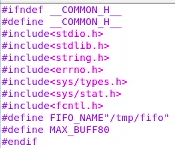 #ifndef __COMMON_H__
#define __COMMON_H__
#include<stdio.h>
#include<stdlib.h>
#include<string.h>
#include<errno.h>
#include<sys/types.h>
#include<sys/stat.h>
#include<fcntl.h>
#define FIFO_NAME"/tmp/fifo"
#define MAX_BUFF80
#endif